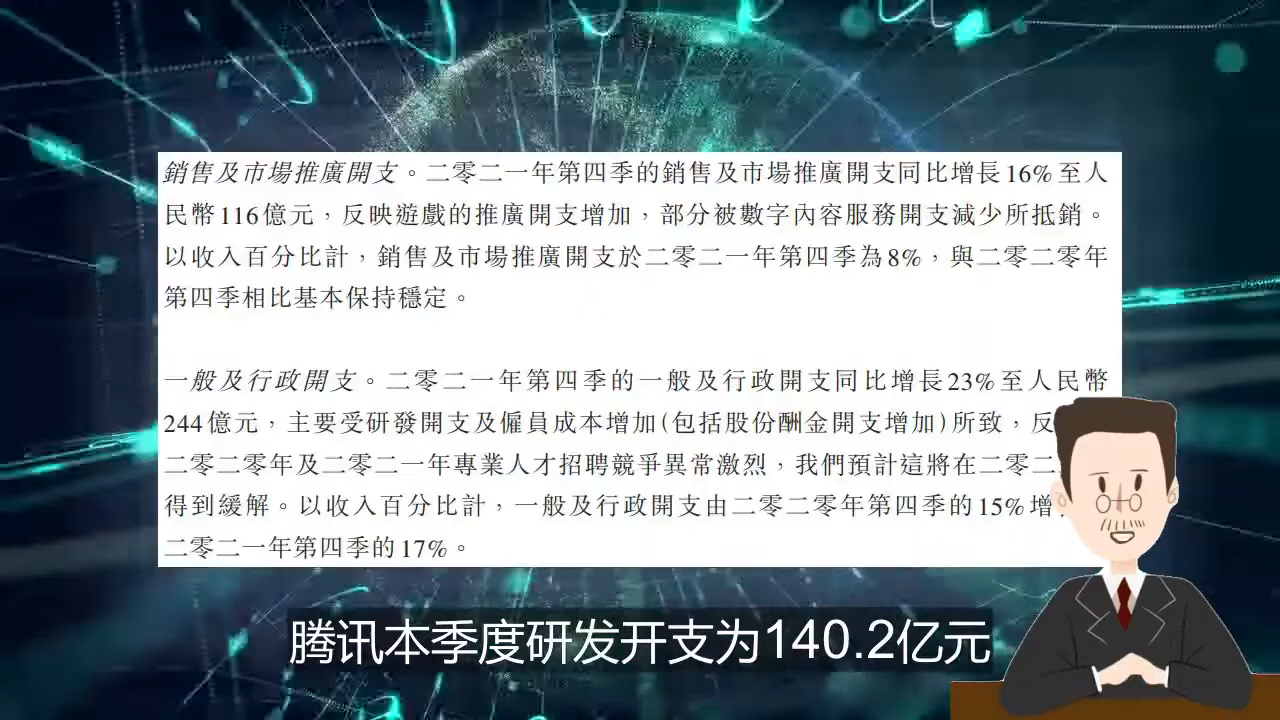 銷售及市場推廣開支。二零二一年第四季的銷售及市場推廣開支同比增長16%至人
民幣116億元，反映遊戲的推廣開支增加，部分被數字內容服務開支減少所抵銷。
以收入百分比計，銷售及市場推廣開支於二零二一年第四季為8%，與二零二零年
第四季相比基本保持穩定。
一般及行政開支。二零二一年第四季的一般及行政開支同比增長23%至人民幣
244億元，主要受研發開支及僱員成本增加(包括股份酬金開支增加)所致，反
二零二零年及二零二一年專業人才招聘競爭異常激烈，我們預計這將在二零二
得到緩解。以收入百分比計，一般及行政開支由二零二零年第四季的15%增
二零二一年第四季的17%。
腾讯本季度研发开支为140.2亿元